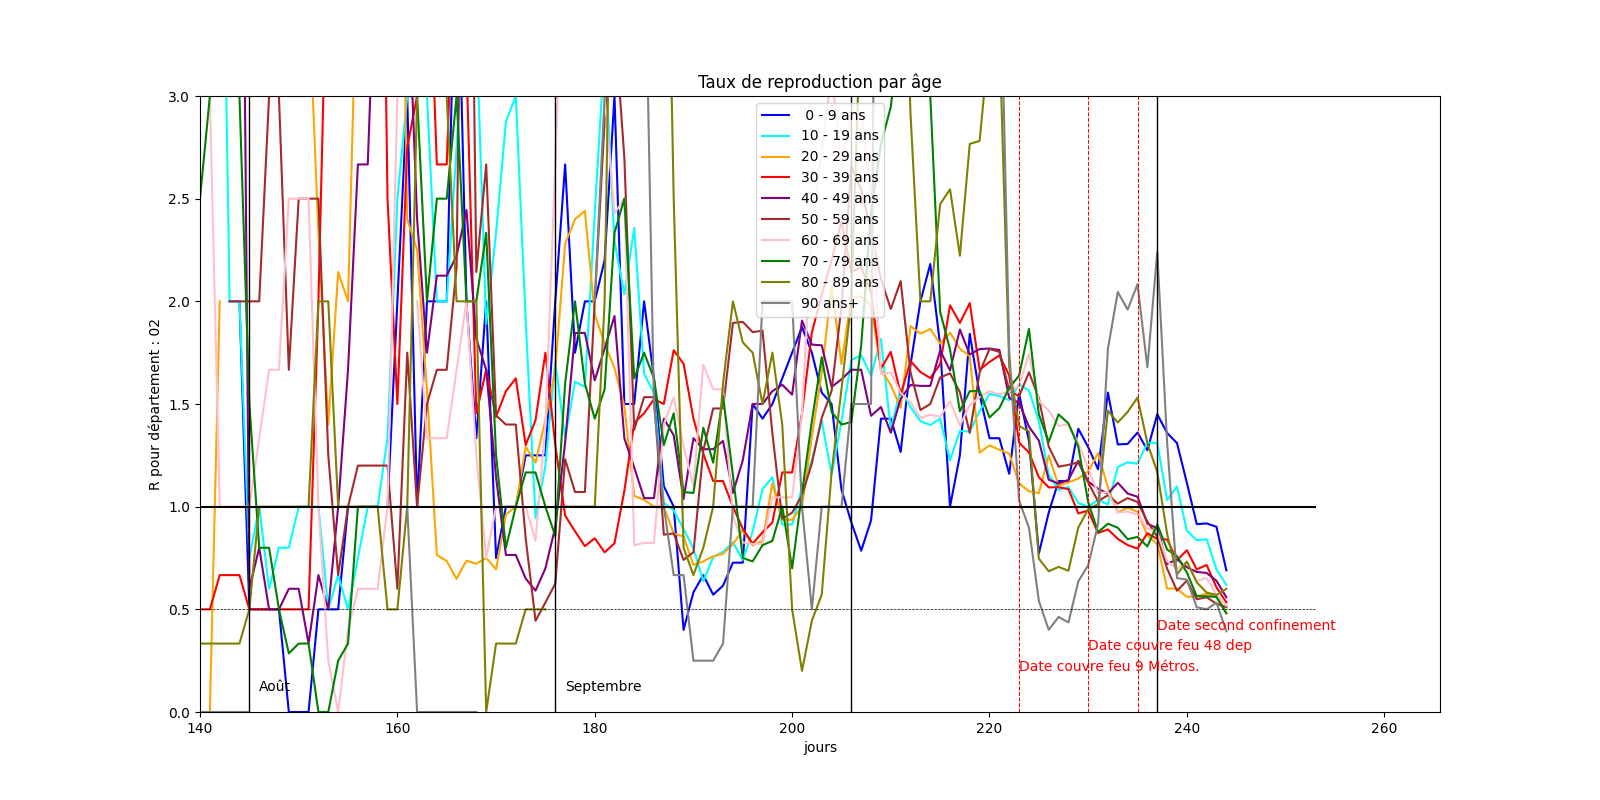 Taux de reproduction par âge
3.0
2.5
2.0
1.5
1.0
0.5
0.0
R pour département : 02
0 - 9 ans
10 - 19 ans
20 - 29 ans
30 - 39 ans
40 - 49 ans
50 - 59 ans
60 - 69 ans
70 - 79 ans
80 - 89 ans
90 ans+
Date second confinement
Date couvre feu 48 dep
Date couvre feu 9 Métros.
Août
Septembre
140
160
180
200
220
240
260
jours